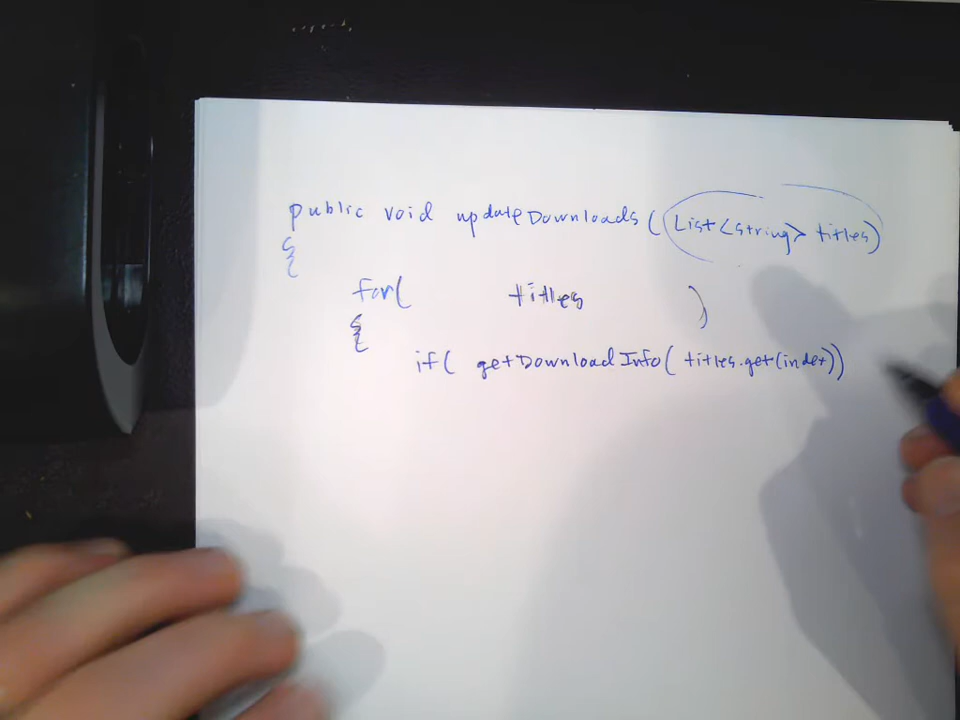 public void updateDownloads ( List<string> titles)
{
for( titles )
{
if( getDownloadInfo( titles.get(index))